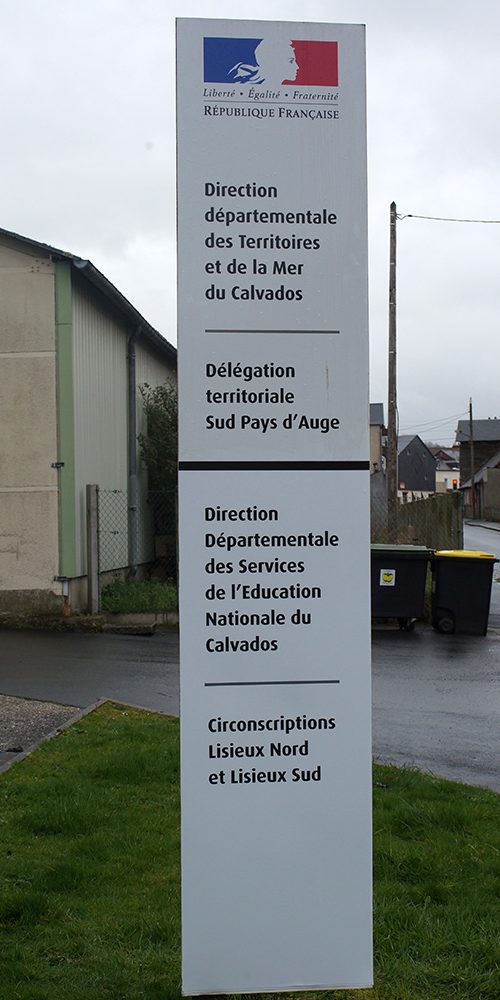 Liberté • Égalité • Fraternité
RÉPUBLIQUE FRANÇAISE
Direction
départementale
des Territoires
et de la Mer
du Calvados
Délégation
territoriale
Sud Pays d'Auge
Direction
Départementale
des Services
de l'Education
Nationale du
Calvados
Circonscriptions
Lisieux Nord
et Lisieux Sud